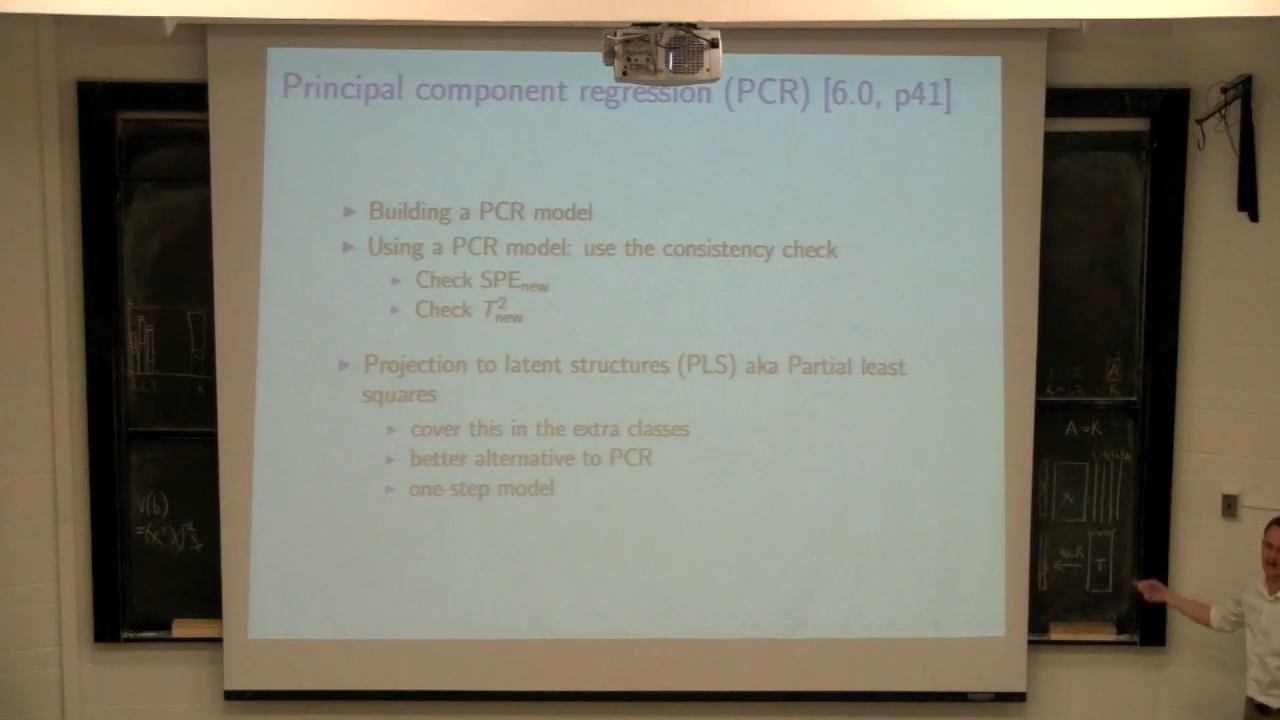 Principal component regression (PCR) [6.0, p41]
Building a PCR model
Using a PCR model: use the consistency check
Check SPEnew
Check T²new
Projection to latent structures (PLS) aka Partial least
squares
cover this in the extra classes
better alternative to PCR
one-step model
V(b)
A=K
X
T